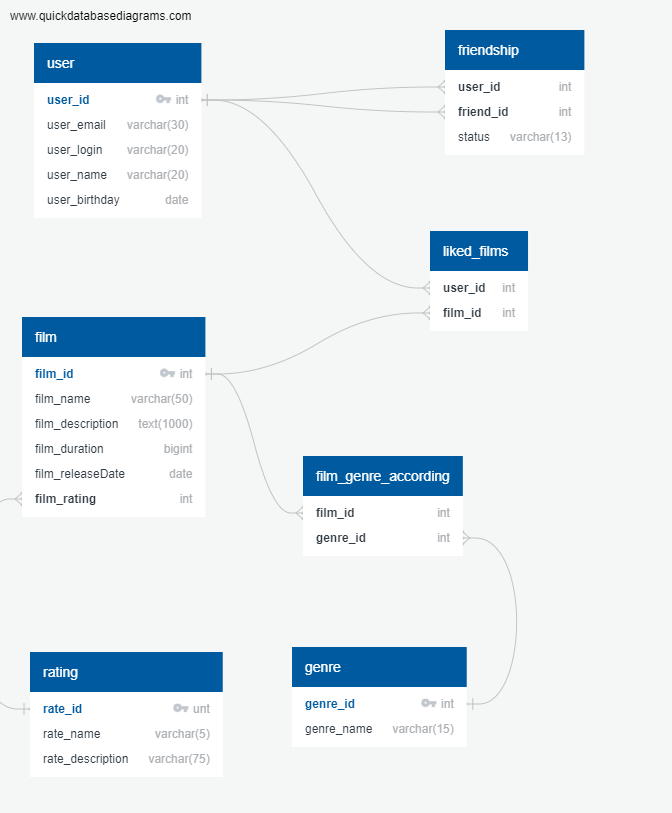 www.quickdatabasediagrams.com
user
user_id int
user_email varchar(30)
user_login varchar(20)
user_name varchar(20)
user_birthday date
friendship
user_id int
friend_id int
status varchar(13)
liked_films
user_id int
film_id int
film
film_id int
film_name varchar(50)
film_description text(1000)
film_duration bigint
film_releaseDate date
film_rating int
film_genre_according
film_id int
genre_id int
rating
rate_id unt
rate_name varchar(5)
rate_description varchar(75)
genre
genre_id int
genre_name varchar(15)